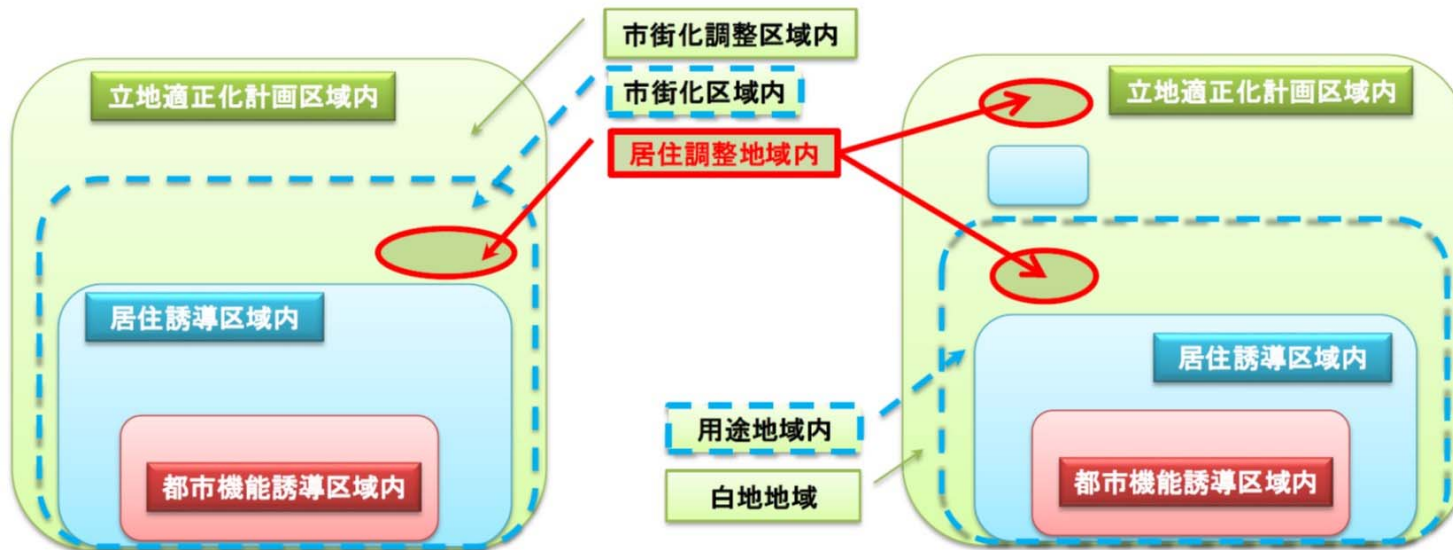 市街化調整区域内
市街化区域内
居住調整地域内
立地適正化計画区域内
居住誘導区域内
都市機能誘導区域内
立地適正化計画区域内
居住誘導区域内
都市機能誘導区域内
用途地域内
白地地域